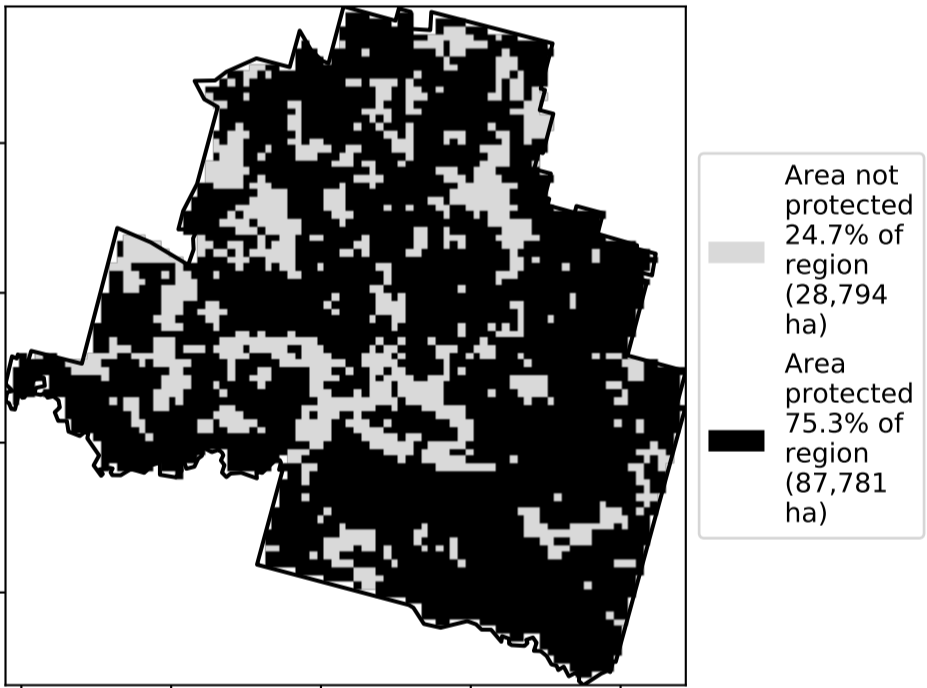 Area not
protected
24.7% of
region
(28,794
ha)
Area
protected
75.3% of
region
(87,781
ha)